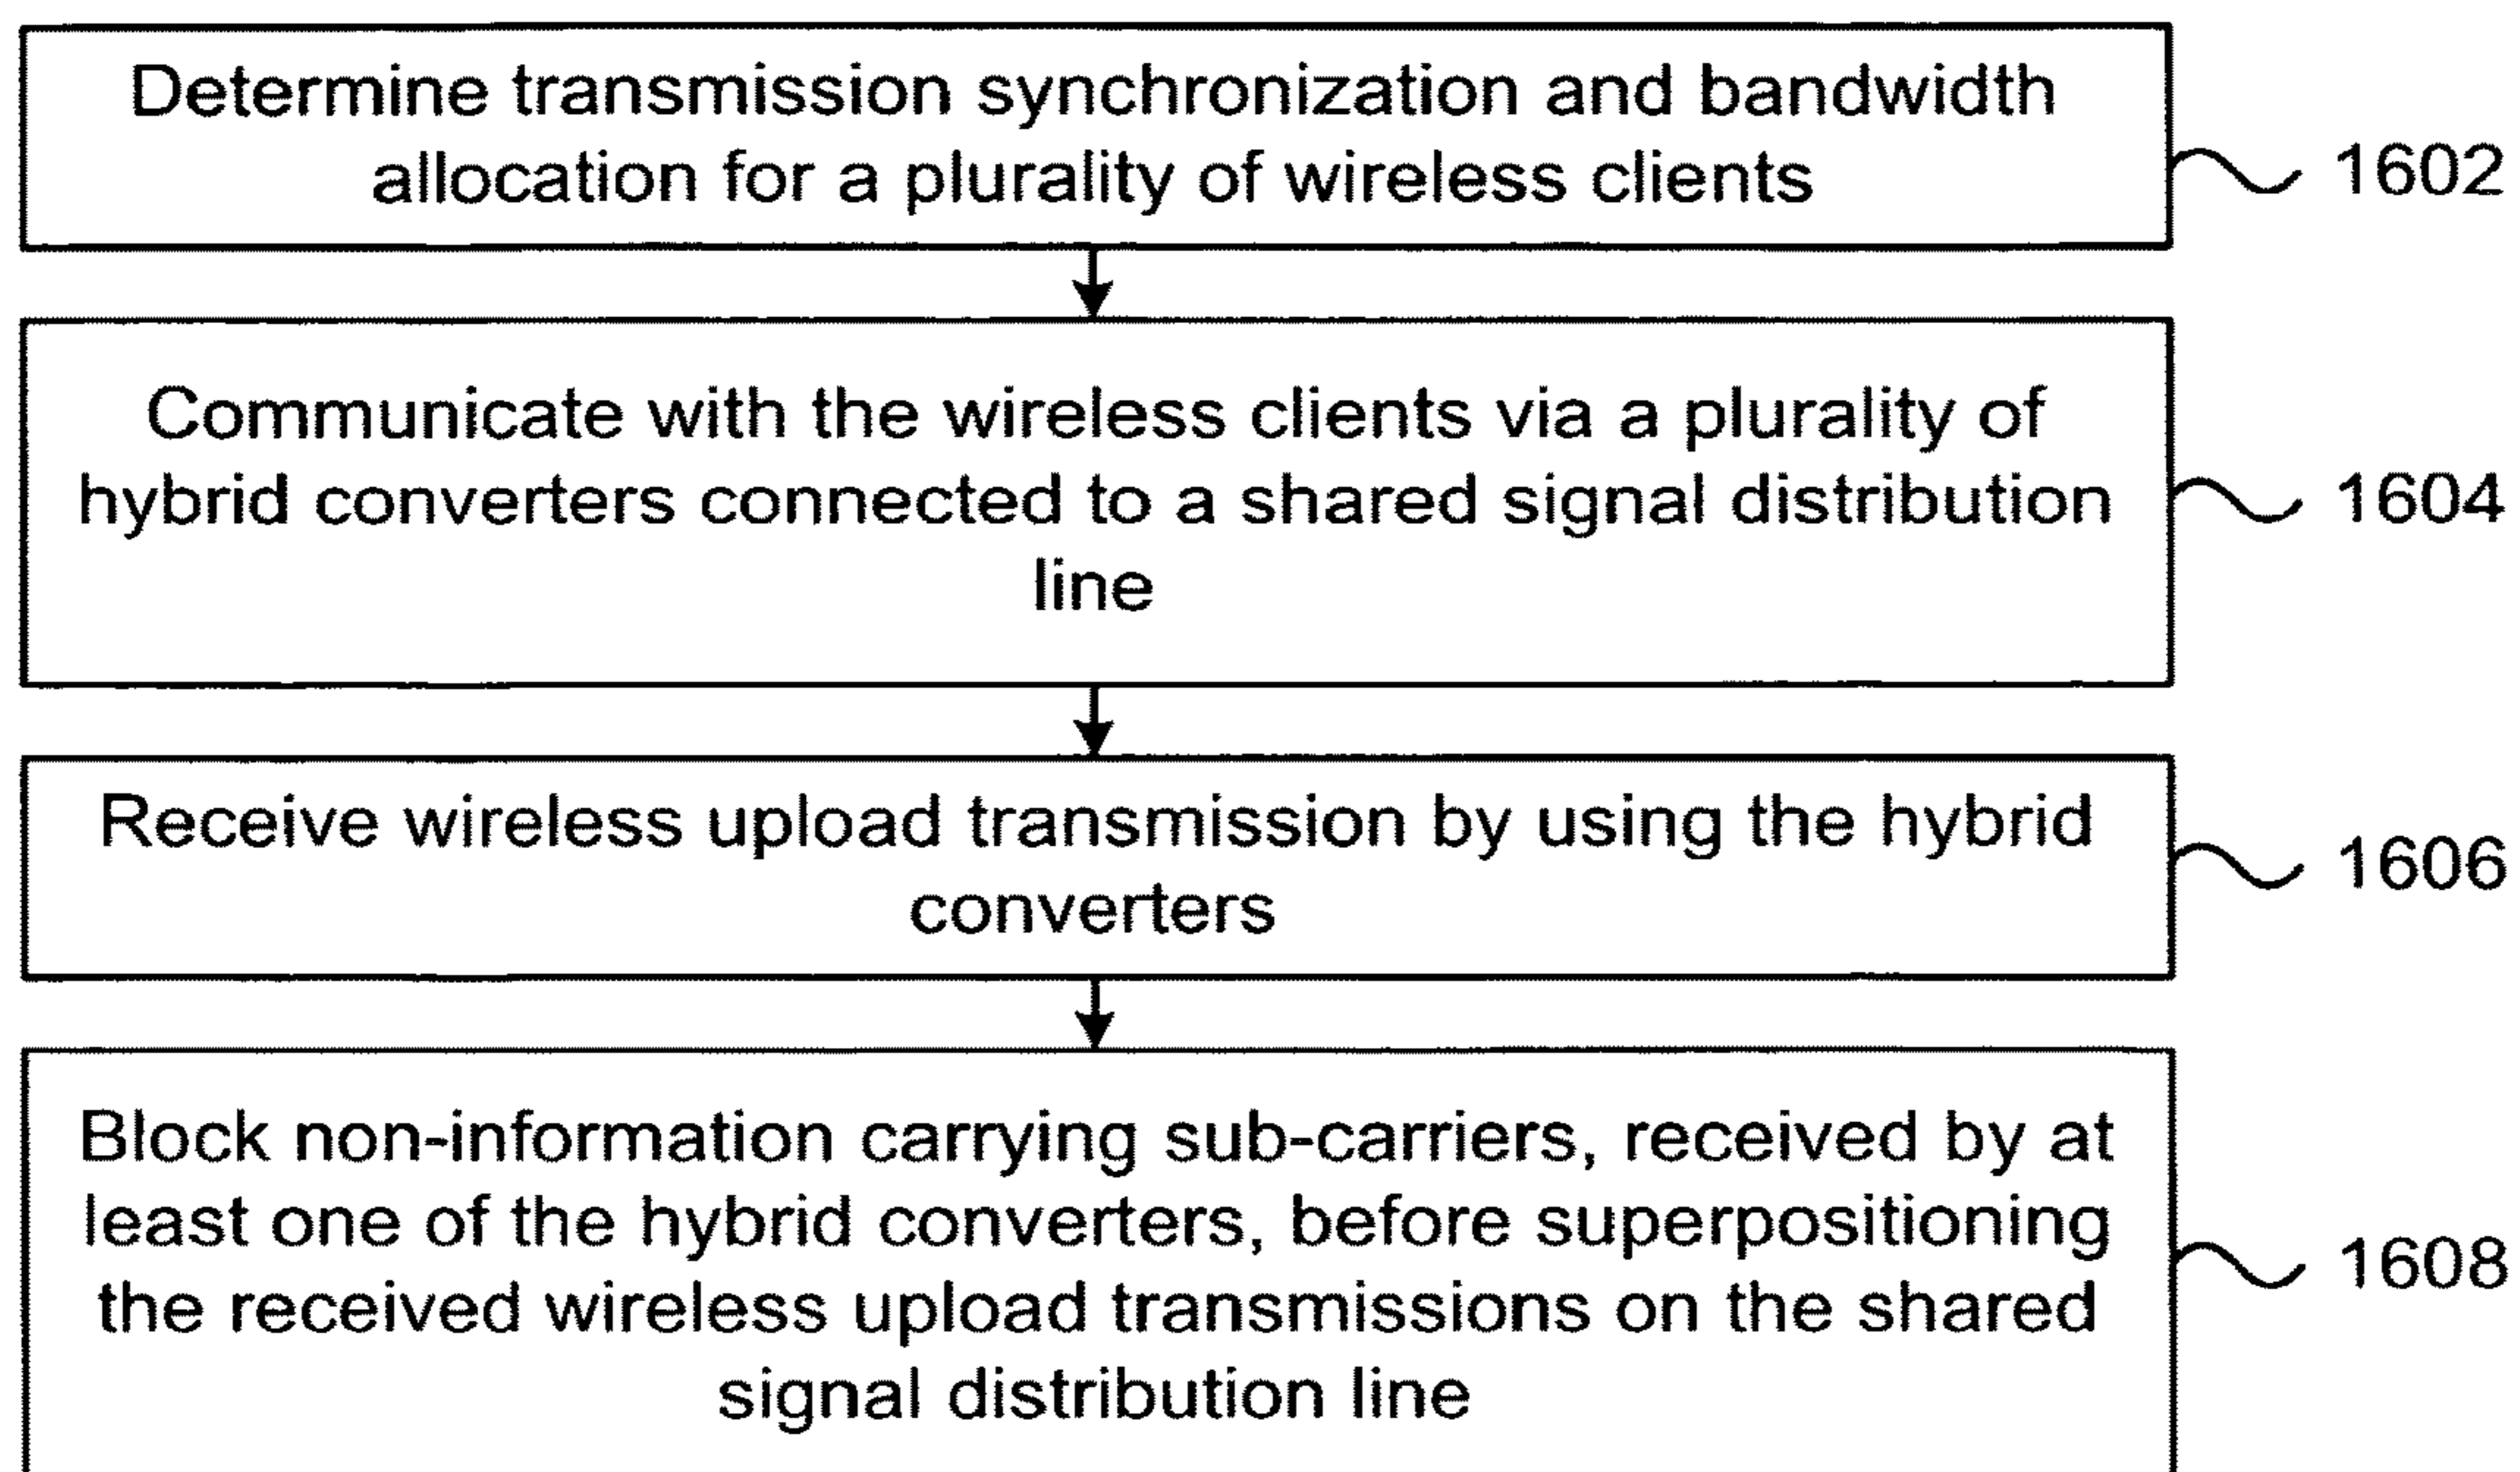 Determine transmission synchronization and bandwidth
allocation for a plurality of wireless clients
1602
Communicate with the wireless clients via a plurality of
hybrid converters connected to a shared signal distribution
line
1604
Receive wireless upload transmission by using the hybrid
converters
1606
Block non-information carrying sub-carriers, received by at
least one of the hybrid converters, before superpositioning
the received wireless upload transmissions on the shared
signal distribution line
1608